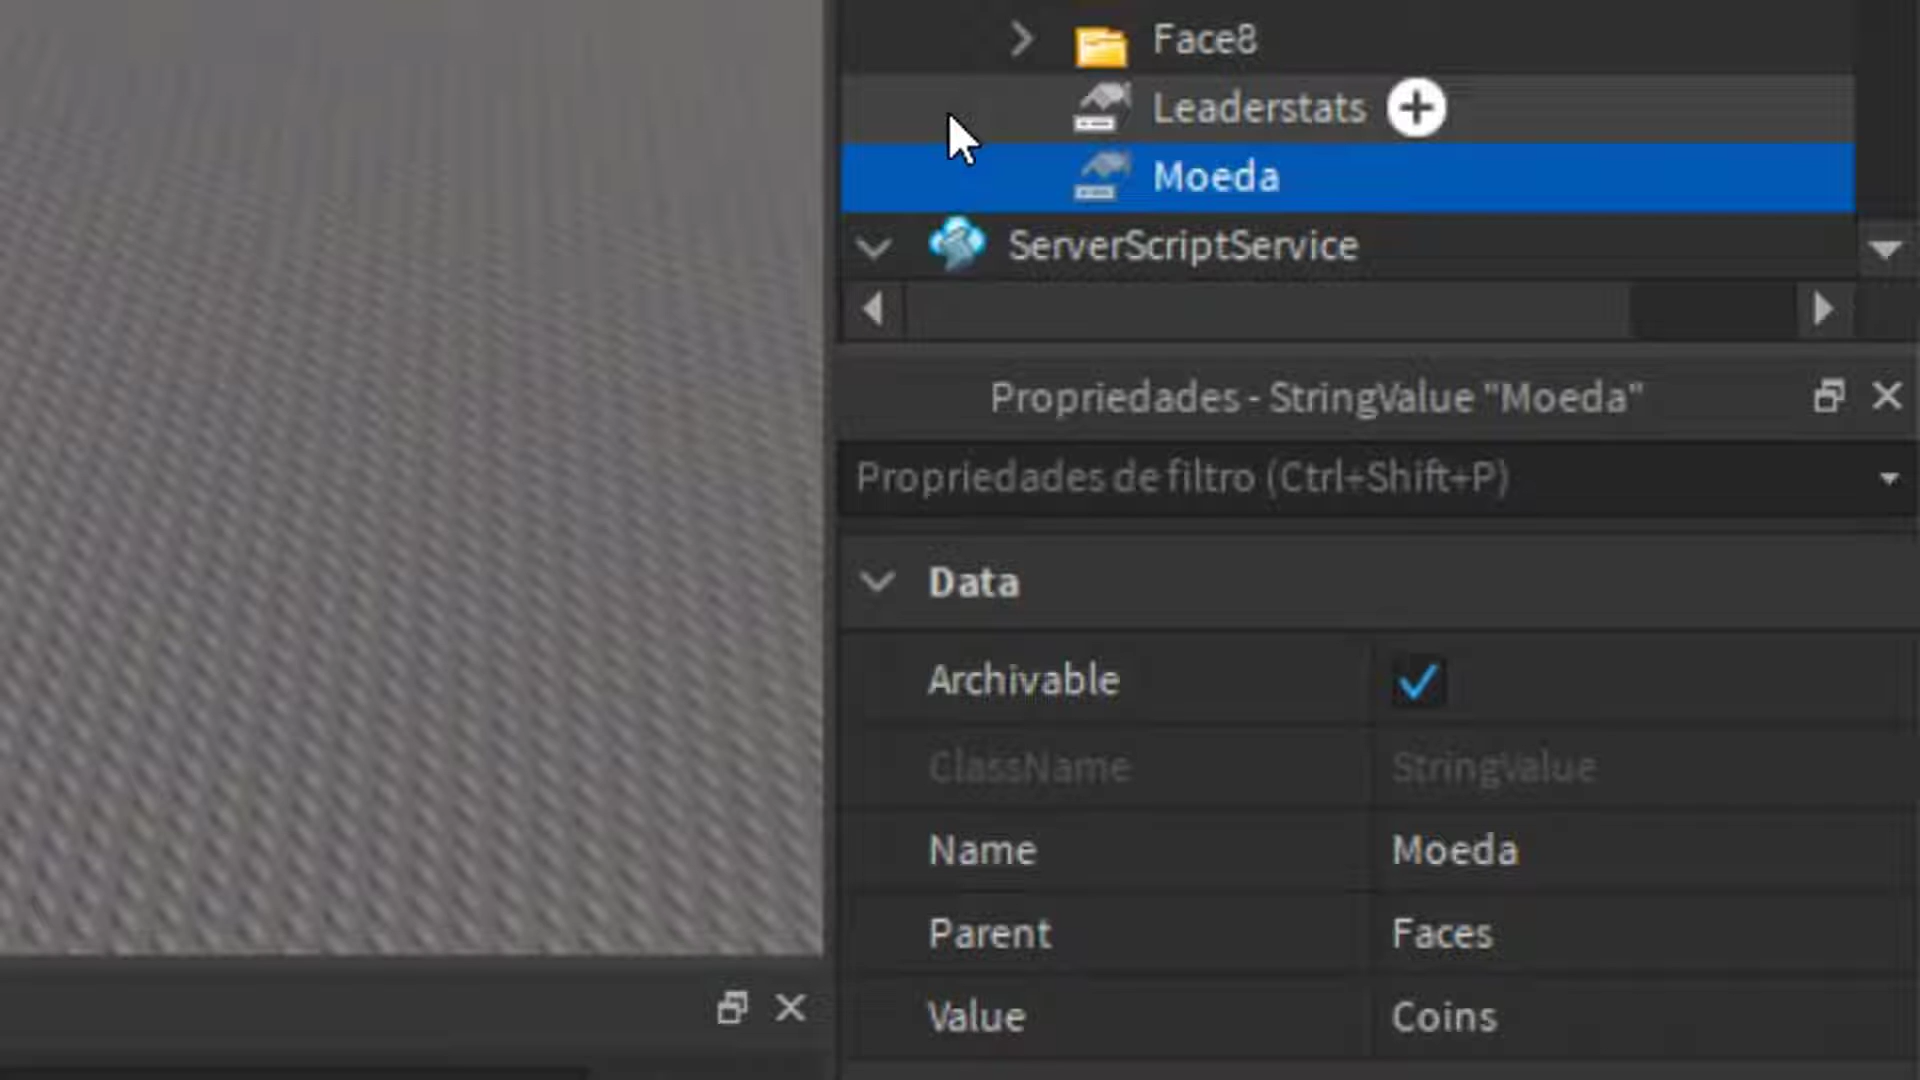 Face8
Leaderstats
Moeda
ServerScriptService
Propriedades - StringValue "Moeda"
Propriedades de filtro (Ctrl+Shift+P)
Data
Archivable
ClassName StringValue
Name Moeda
Parent Faces
Value Coins